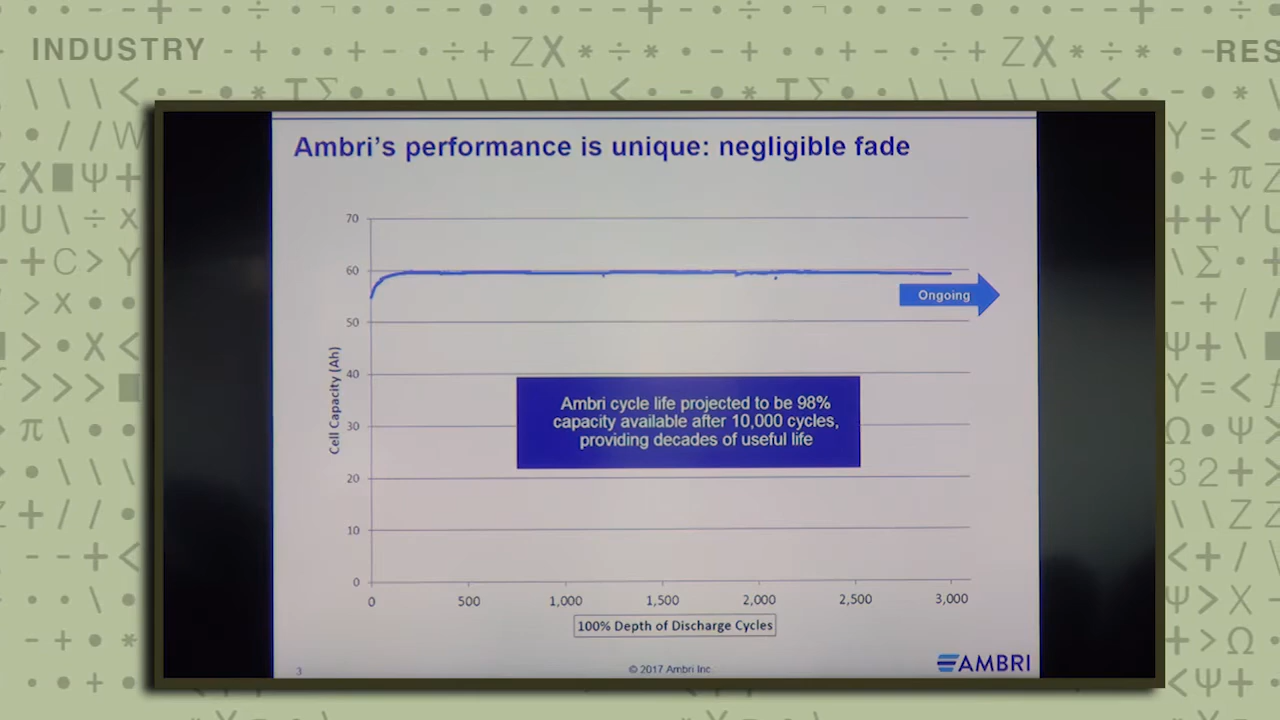 INDUSTRY
RES
Ambri's performance is unique: negligible fade
70
60
50
40
30
20
10
0
Cell Capacity (Ah)
Ongoing
Ambri cycle life projected to be 98%
capacity available after 10,000 cycles,
providing decades of useful life
0 500 1,000 1,500 2,000 2,500 3,000
100% Depth of Discharge Cycles
3
© 2017 Ambri Inc.
AMBRI